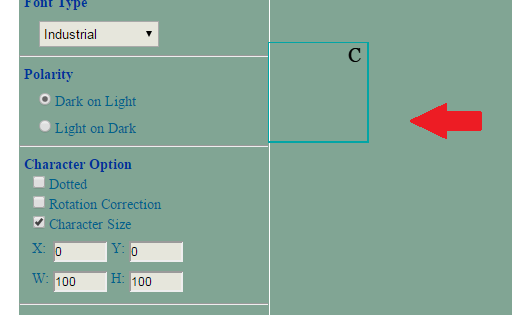 Font Type
Industrial
Polarity
Dark on Light
Light on Dark
Character Option
Dotted
Rotation Correction
Character Size
X: 0 Y: 0
W: 100 H: 100
C